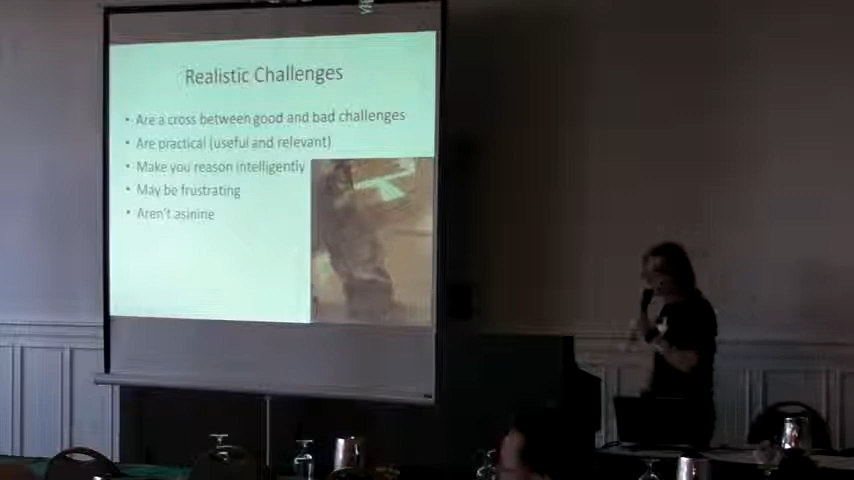 Realistic Challenges
• Are a cross between good and bad challenges
• Are practical (useful and relevant)
• Make you reason intelligently
• May be frustrating
• Aren't asinine